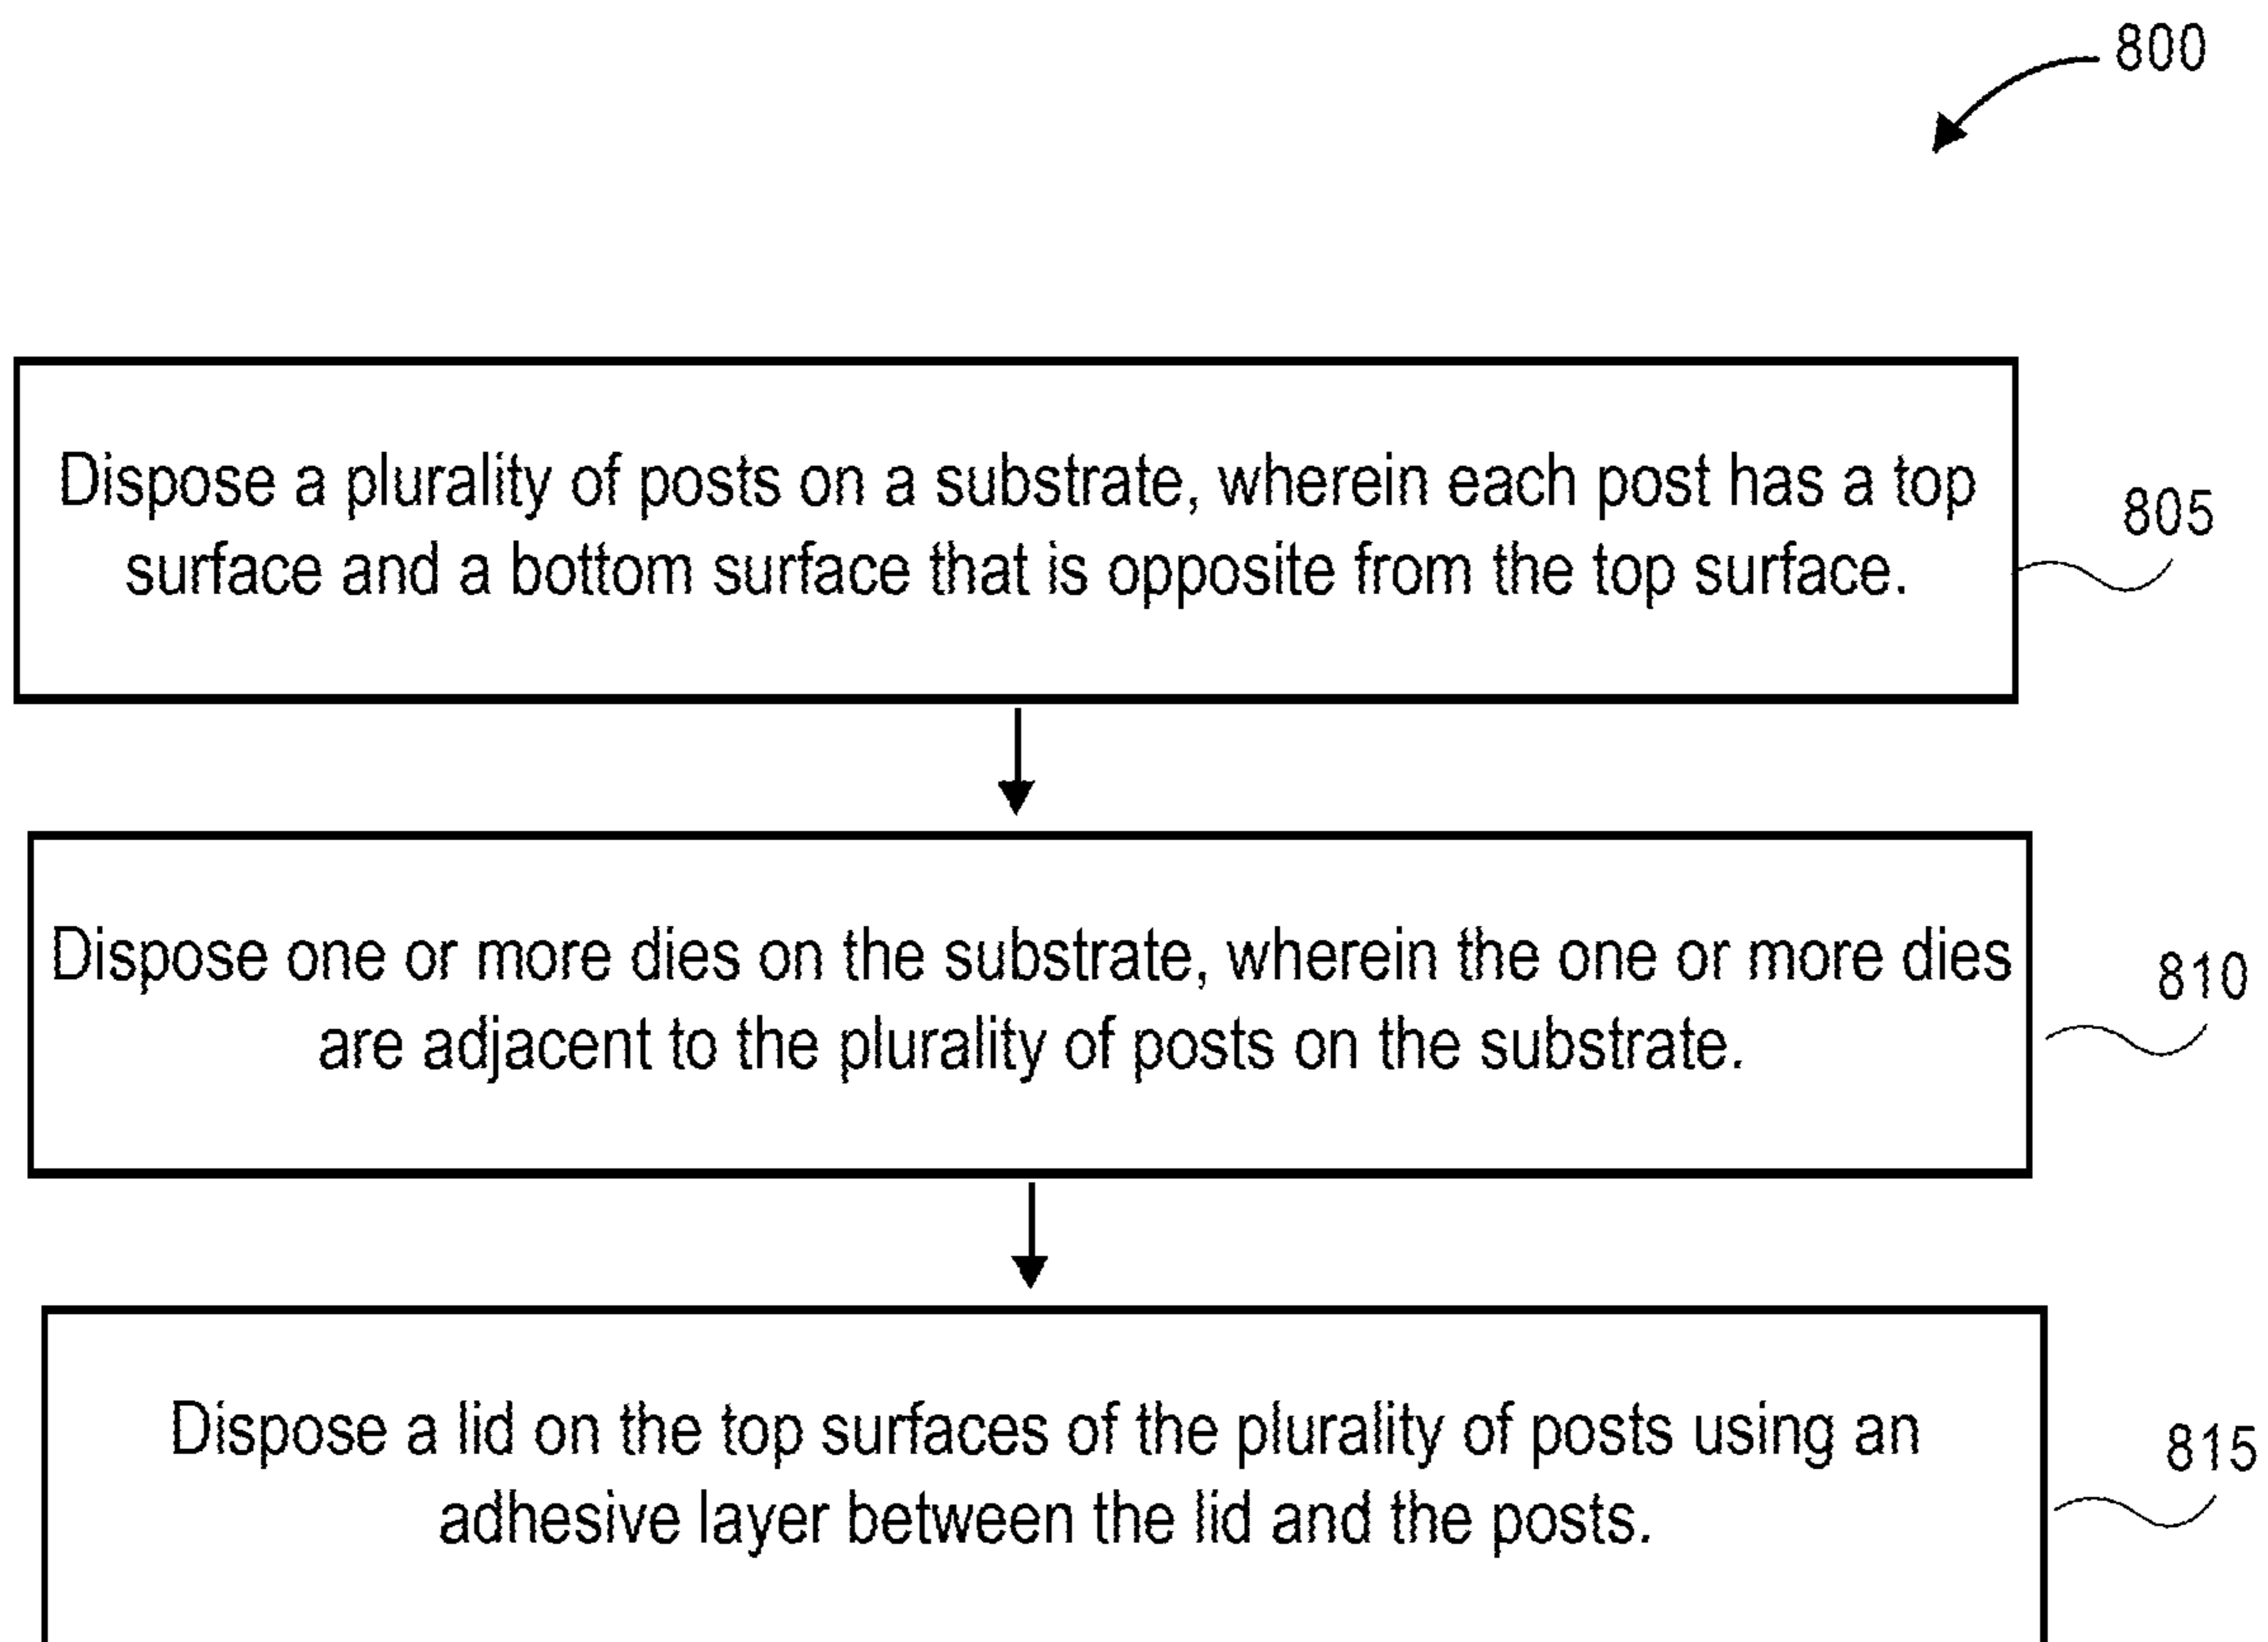 800
Dispose a plurality of posts on a substrate, wherein each post has a top
surface and a bottom surface that is opposite from the top surface.
805
Dispose one or more dies on the substrate, wherein the one or more dies
are adjacent to the plurality of posts on the substrate.
810
Dispose a lid on the top surfaces of the plurality of posts using an
adhesive layer between the lid and the posts.
815